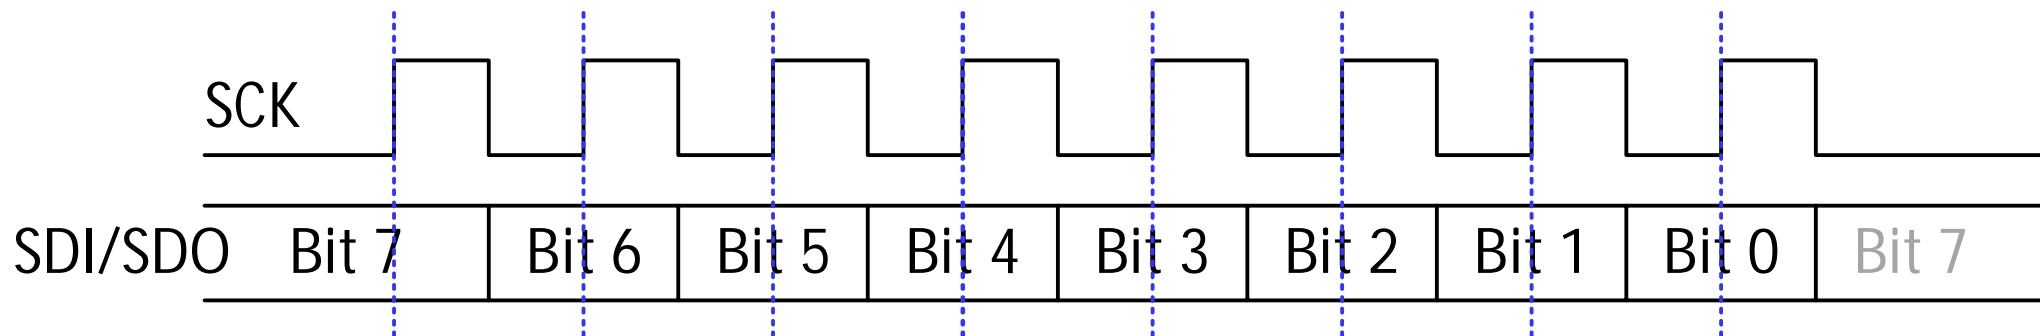 SCK
SDI/SDO Bit 7 Bit 6 Bit 5 Bit 4 Bit 3 Bit 2 Bit 1 Bit 0 Bit 7